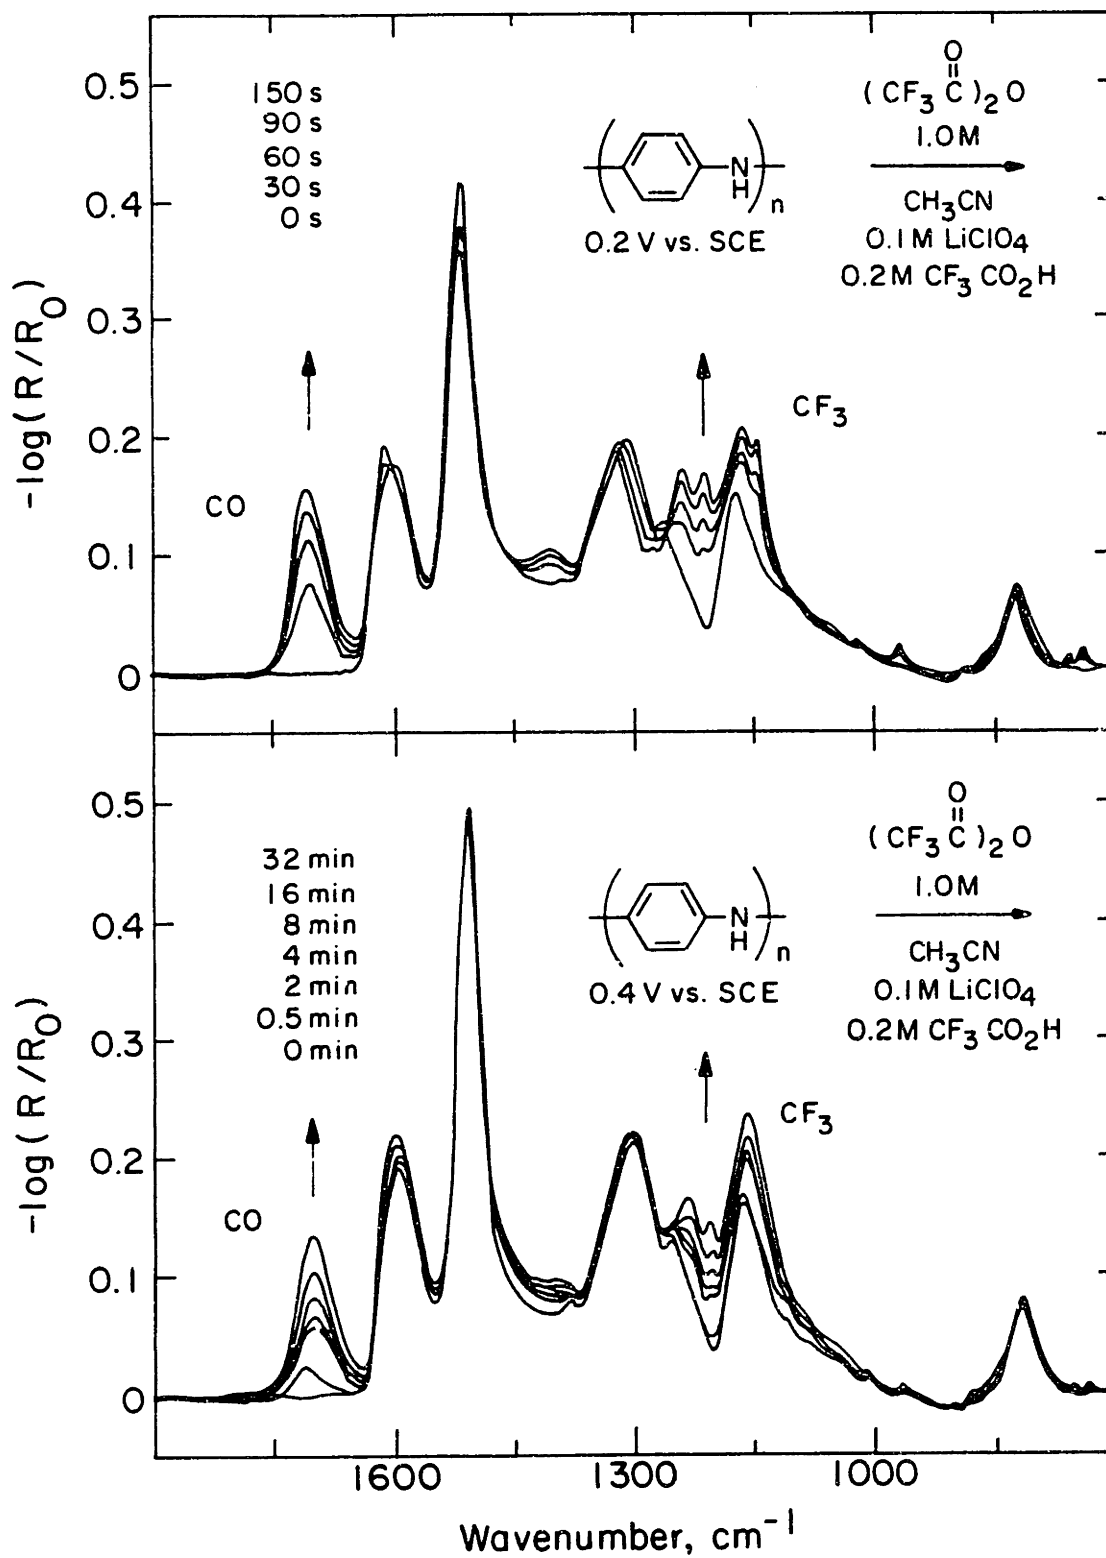 0.5
0.4
0.3
0.2
0.1
0
-log(R/R₀)
150 s
90 s
60 s
30 s
0 s
N
H
n
0.2 V vs. SCE
O
(CF₃C)₂O
1.0M
CH₃CN
0.1M LiClO₄
0.2M CF₃CO₂H
CO
CF₃
0.5
0.4
0.3
0.2
0.1
0
-log(R/R₀)
32 min
16 min
8 min
4 min
2 min
0.5 min
0 min
N
H
n
0.4 V vs. SCE
O
(CF₃C)₂O
1.0M
CH₃CN
0.1M LiClO₄
0.2M CF₃CO₂H
CO
CF₃
1600 1300 1000
Wavenumber, cm⁻¹